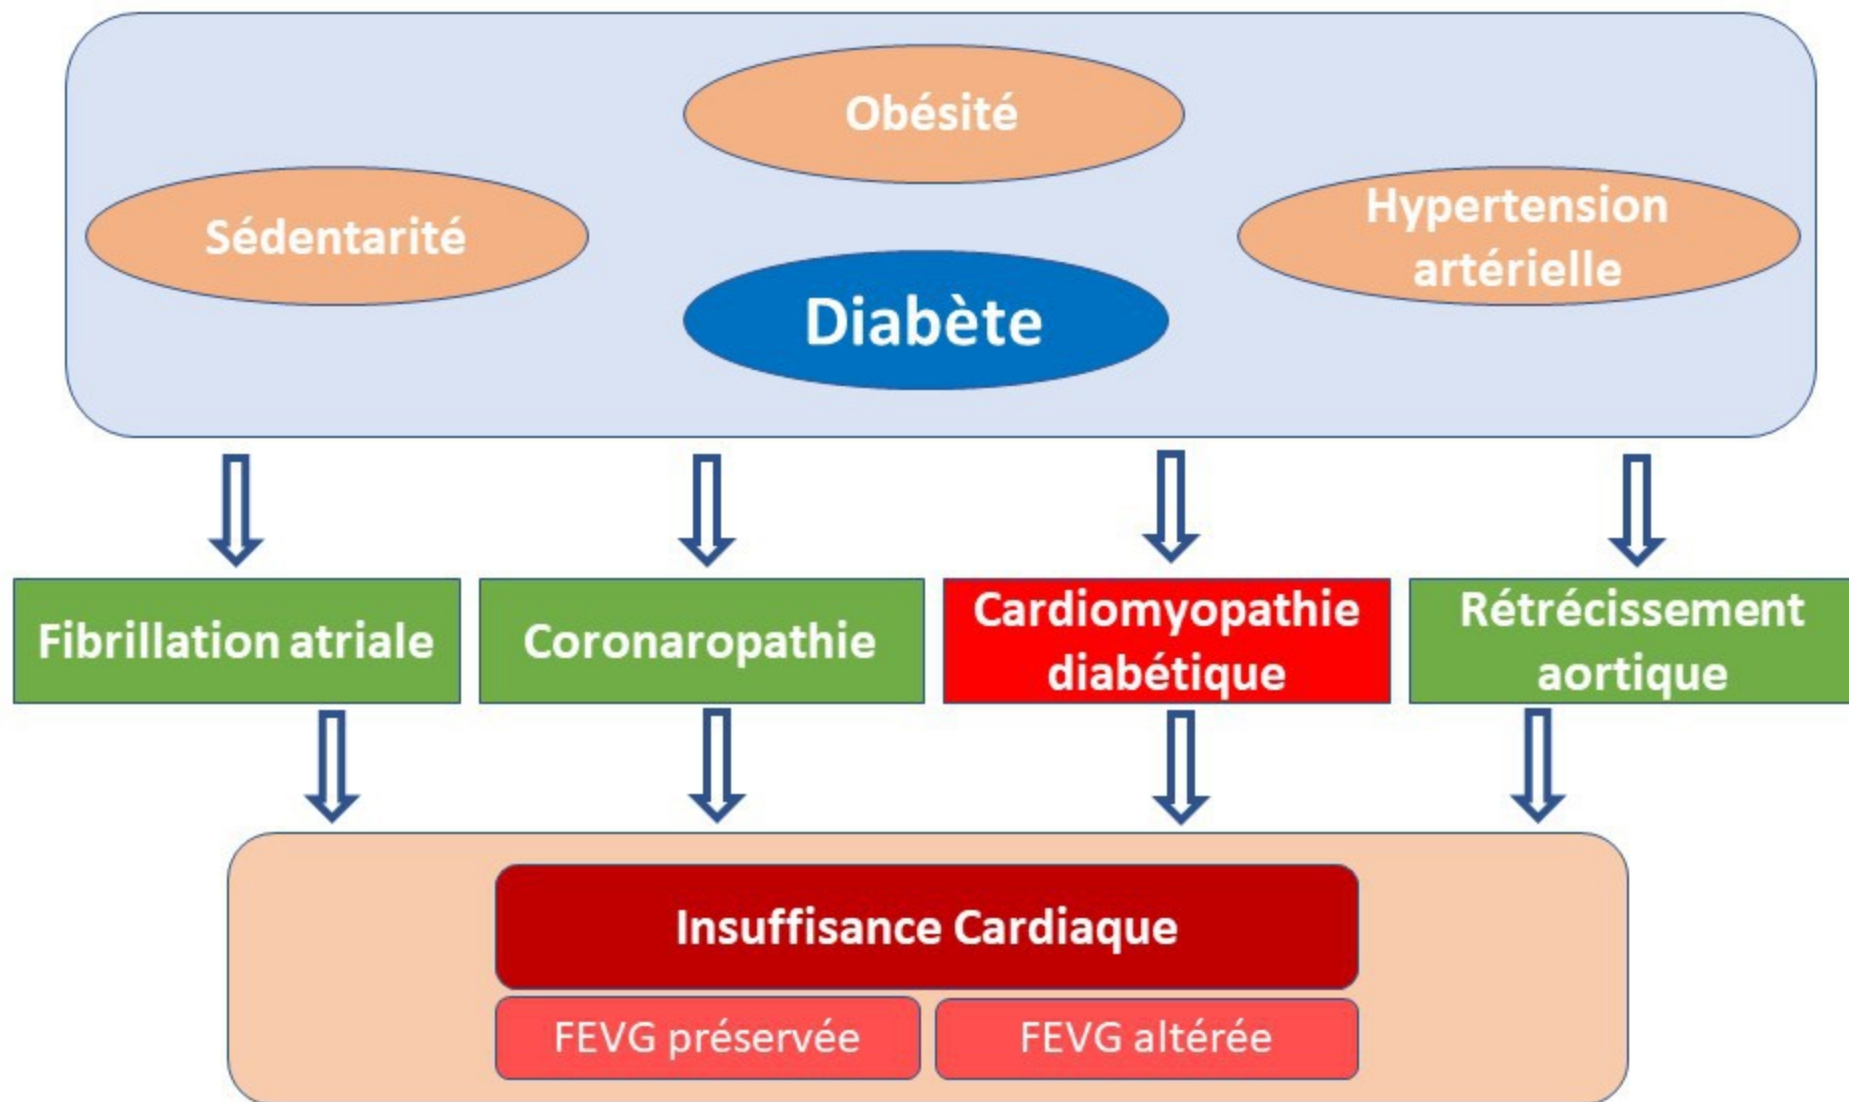 Obésité
Sédentarité
Hypertension
artérielle
Diabète
Fibrillation atriale
Coronaropathie
Cardiomyopathie
diabétique
Rétrécissement
aortique
Insuffisance Cardiaque
FEVG préservée
FEVG altérée